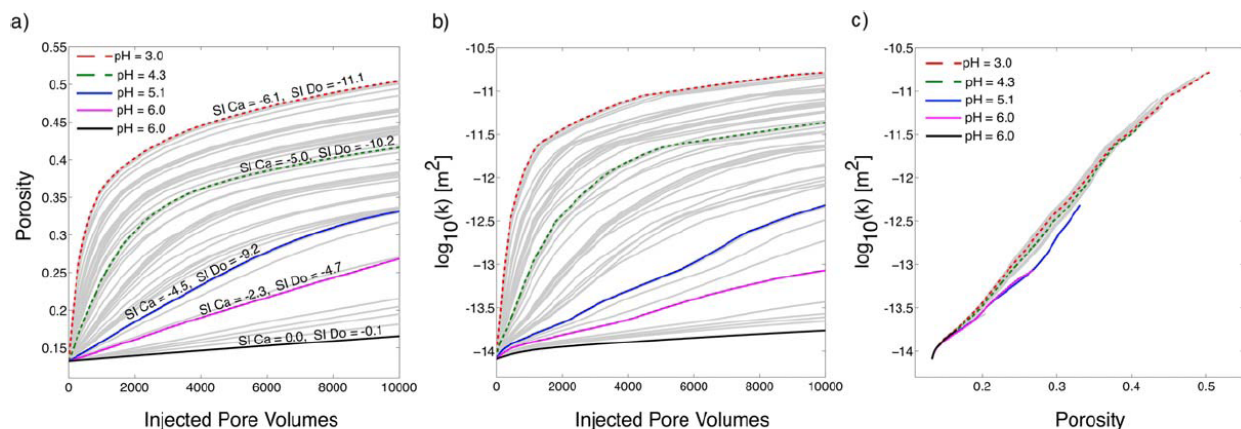 a)
0.55
0.5
0.45
0.4
0.35
0.3
0.25
0.2
0.15
Porosity
pH = 3.0
pH = 4.3
pH = 5.1
pH = 6.0
pH = 6.0
SI Ca = -6.1, SI Do = -11.1
SI Ca = -5.0, SI Do = -10.2
SI Ca = -4.5, SI Do = -9.2
SI Ca = -2.3, SI Do = -4.7
SI Ca = 0.0, SI Do = -0.1
0 2000 4000 6000 8000 10000
Injected Pore Volumes
b)
-10.5
-11
-11.5
-12
-12.5
-13
-13.5
-14
log10(k) [m2]
0 2000 4000 6000 8000 10000
Injected Pore Volumes
c)
-10.5
-11
-11.5
-12
-12.5
-13
-13.5
-14
log10(k) [m2]
pH = 3.0
pH = 4.3
pH = 5.1
pH = 6.0
pH = 6.0
0.2 0.3 0.4 0.5
Porosity